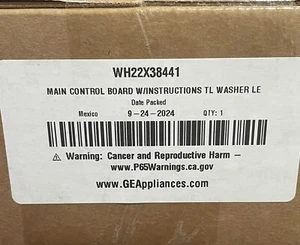 WH22X38441
MAIN CONTROL BOARD W/INSTRUCTIONS TL WASHER LE
Date Packed
Mexico 9-24-2024 QTY: 1
⚠ Warning: Cancer and Reproductive Harm –
www.P65Warnings.ca.gov
www.GEAppliances.com